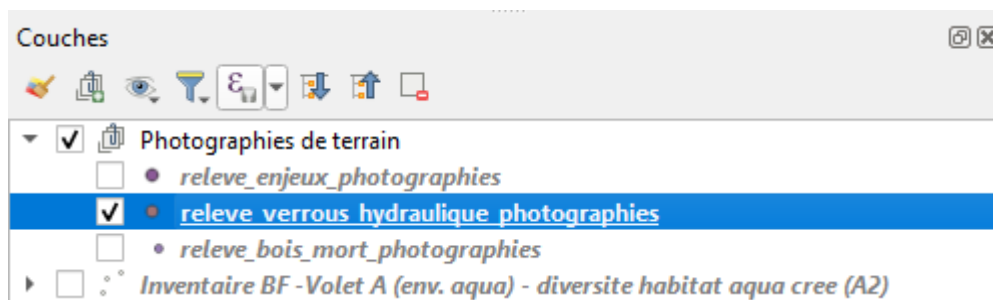 Couches
Photographies de terrain
releve_enjeux_photographies
releve_verrous_hydraulique_photographies
releve_bois_mort_photographies
Inventaire BF -Volet A (env. aqua) - diversite habitat aqua cree (A2)